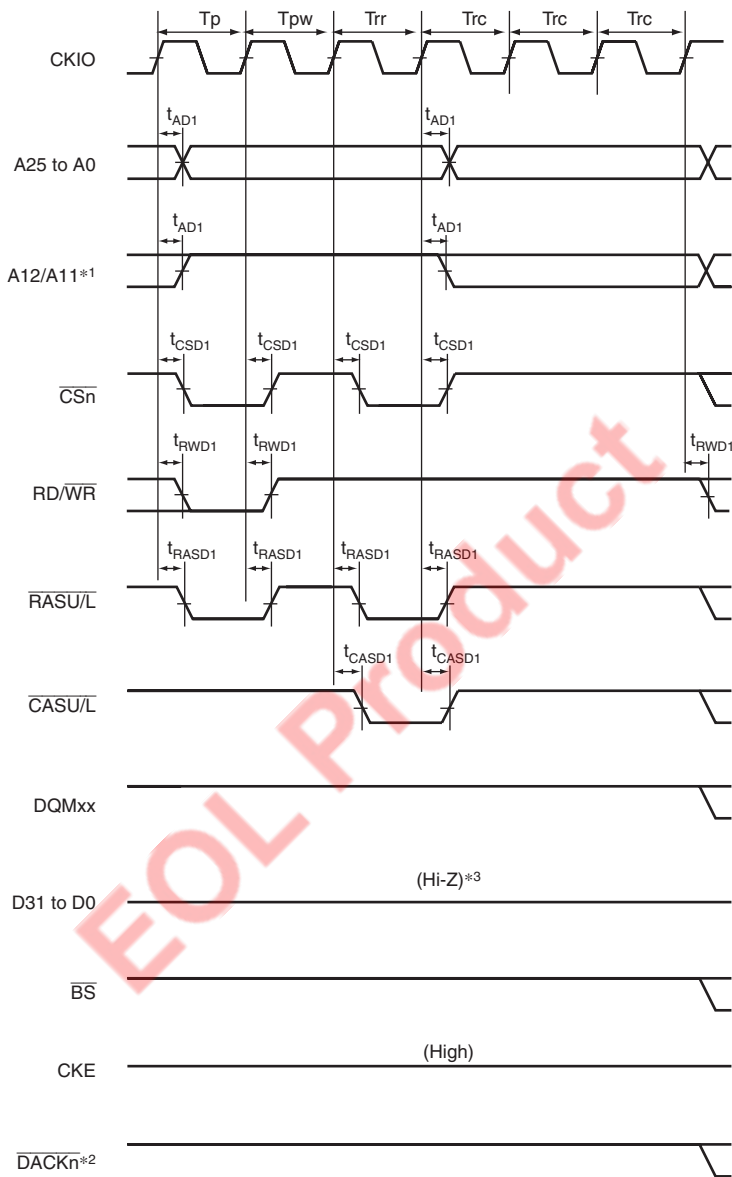 Tp Tpw Trr Trc Trc Trc
CKIO
tAD1 tAD1
A25 to A0
tAD1 tAD1
A12/A11*1
tCSD1 tCSD1 tCSD1 tCSD1
CSn
tRWD1 tRWD1 tRWD1
RD/WR
tRASD1 tRASD1 tRASD1 tRASD1
RASU/L
tCASD1 tCASD1
CASU/L
DQMxx
(Hi-Z)*3
D31 to D0
BS
(High)
CKE
DACKn*2
EOL Product